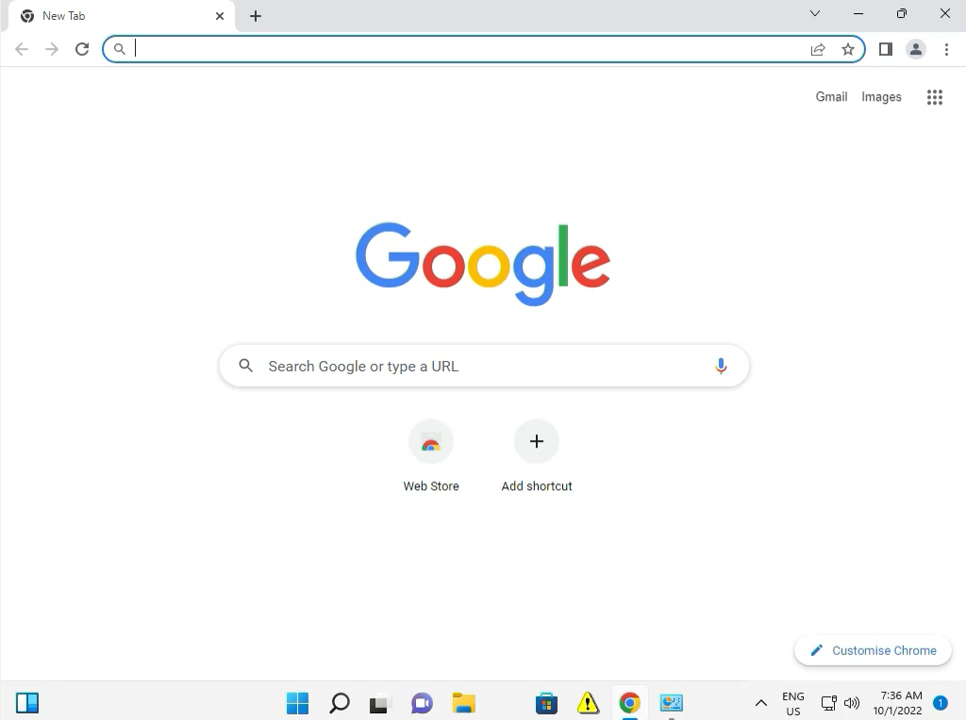 New Tab
Gmail Images
Google
Search Google or type a URL
Web Store Add shortcut
Customise Chrome
ENG
US
7:36 AM
10/1/2022
1